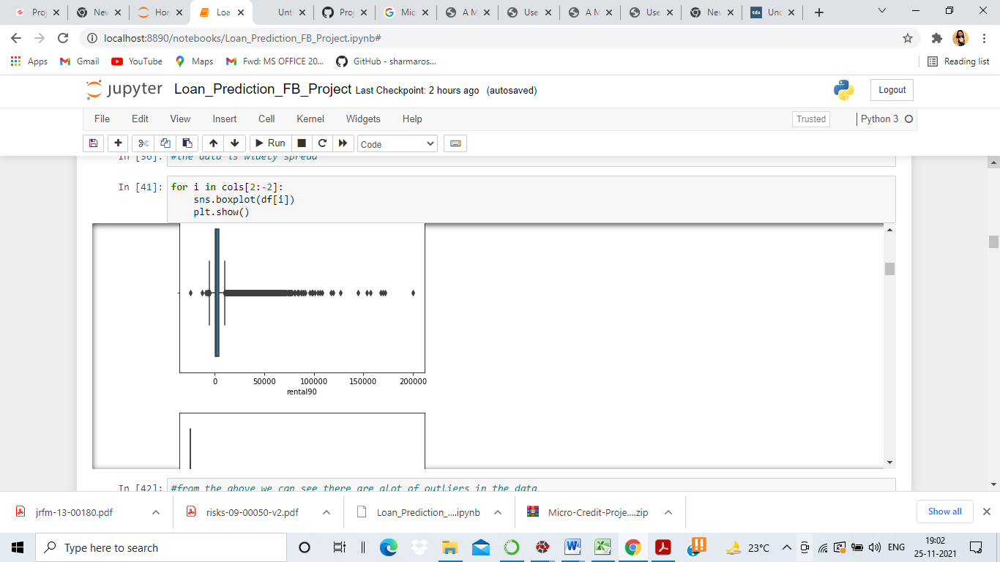 Proj
Nev
Hor
Loa
Unt
Proj
Mic
A M
Use
A M
Use
Nev
tds
Unc
localhost:8890/notebooks/Loan_Prediction_FB_Project.ipynb#
Apps
Gmail
YouTube
Maps
Fwd: MS OFFICE 20...
GitHub - sharmaros...
Reading list
jupyter
Loan_Prediction_FB_Project Last Checkpoint: 2 hours ago (autosaved)
Logout
File Edit View Insert Cell Kernel Widgets Help
Trusted
Python 3
Run
Code
In [36]: #the data is widely spread
In [41]: for i in cols[2:-2]:
sns.boxplot(df[i])
plt.show()
0 50000 100000 150000 200000
rental90
In [42]: #from the above we can see there are alot of outliers in the data
jrfm-13-00180.pdf
risks-09-00050-v2.pdf
Loan_Prediction_....ipynb
Micro-Credit-Proje....zip
Show all
Type here to search
23°C
ENG
19:02
25-11-2021